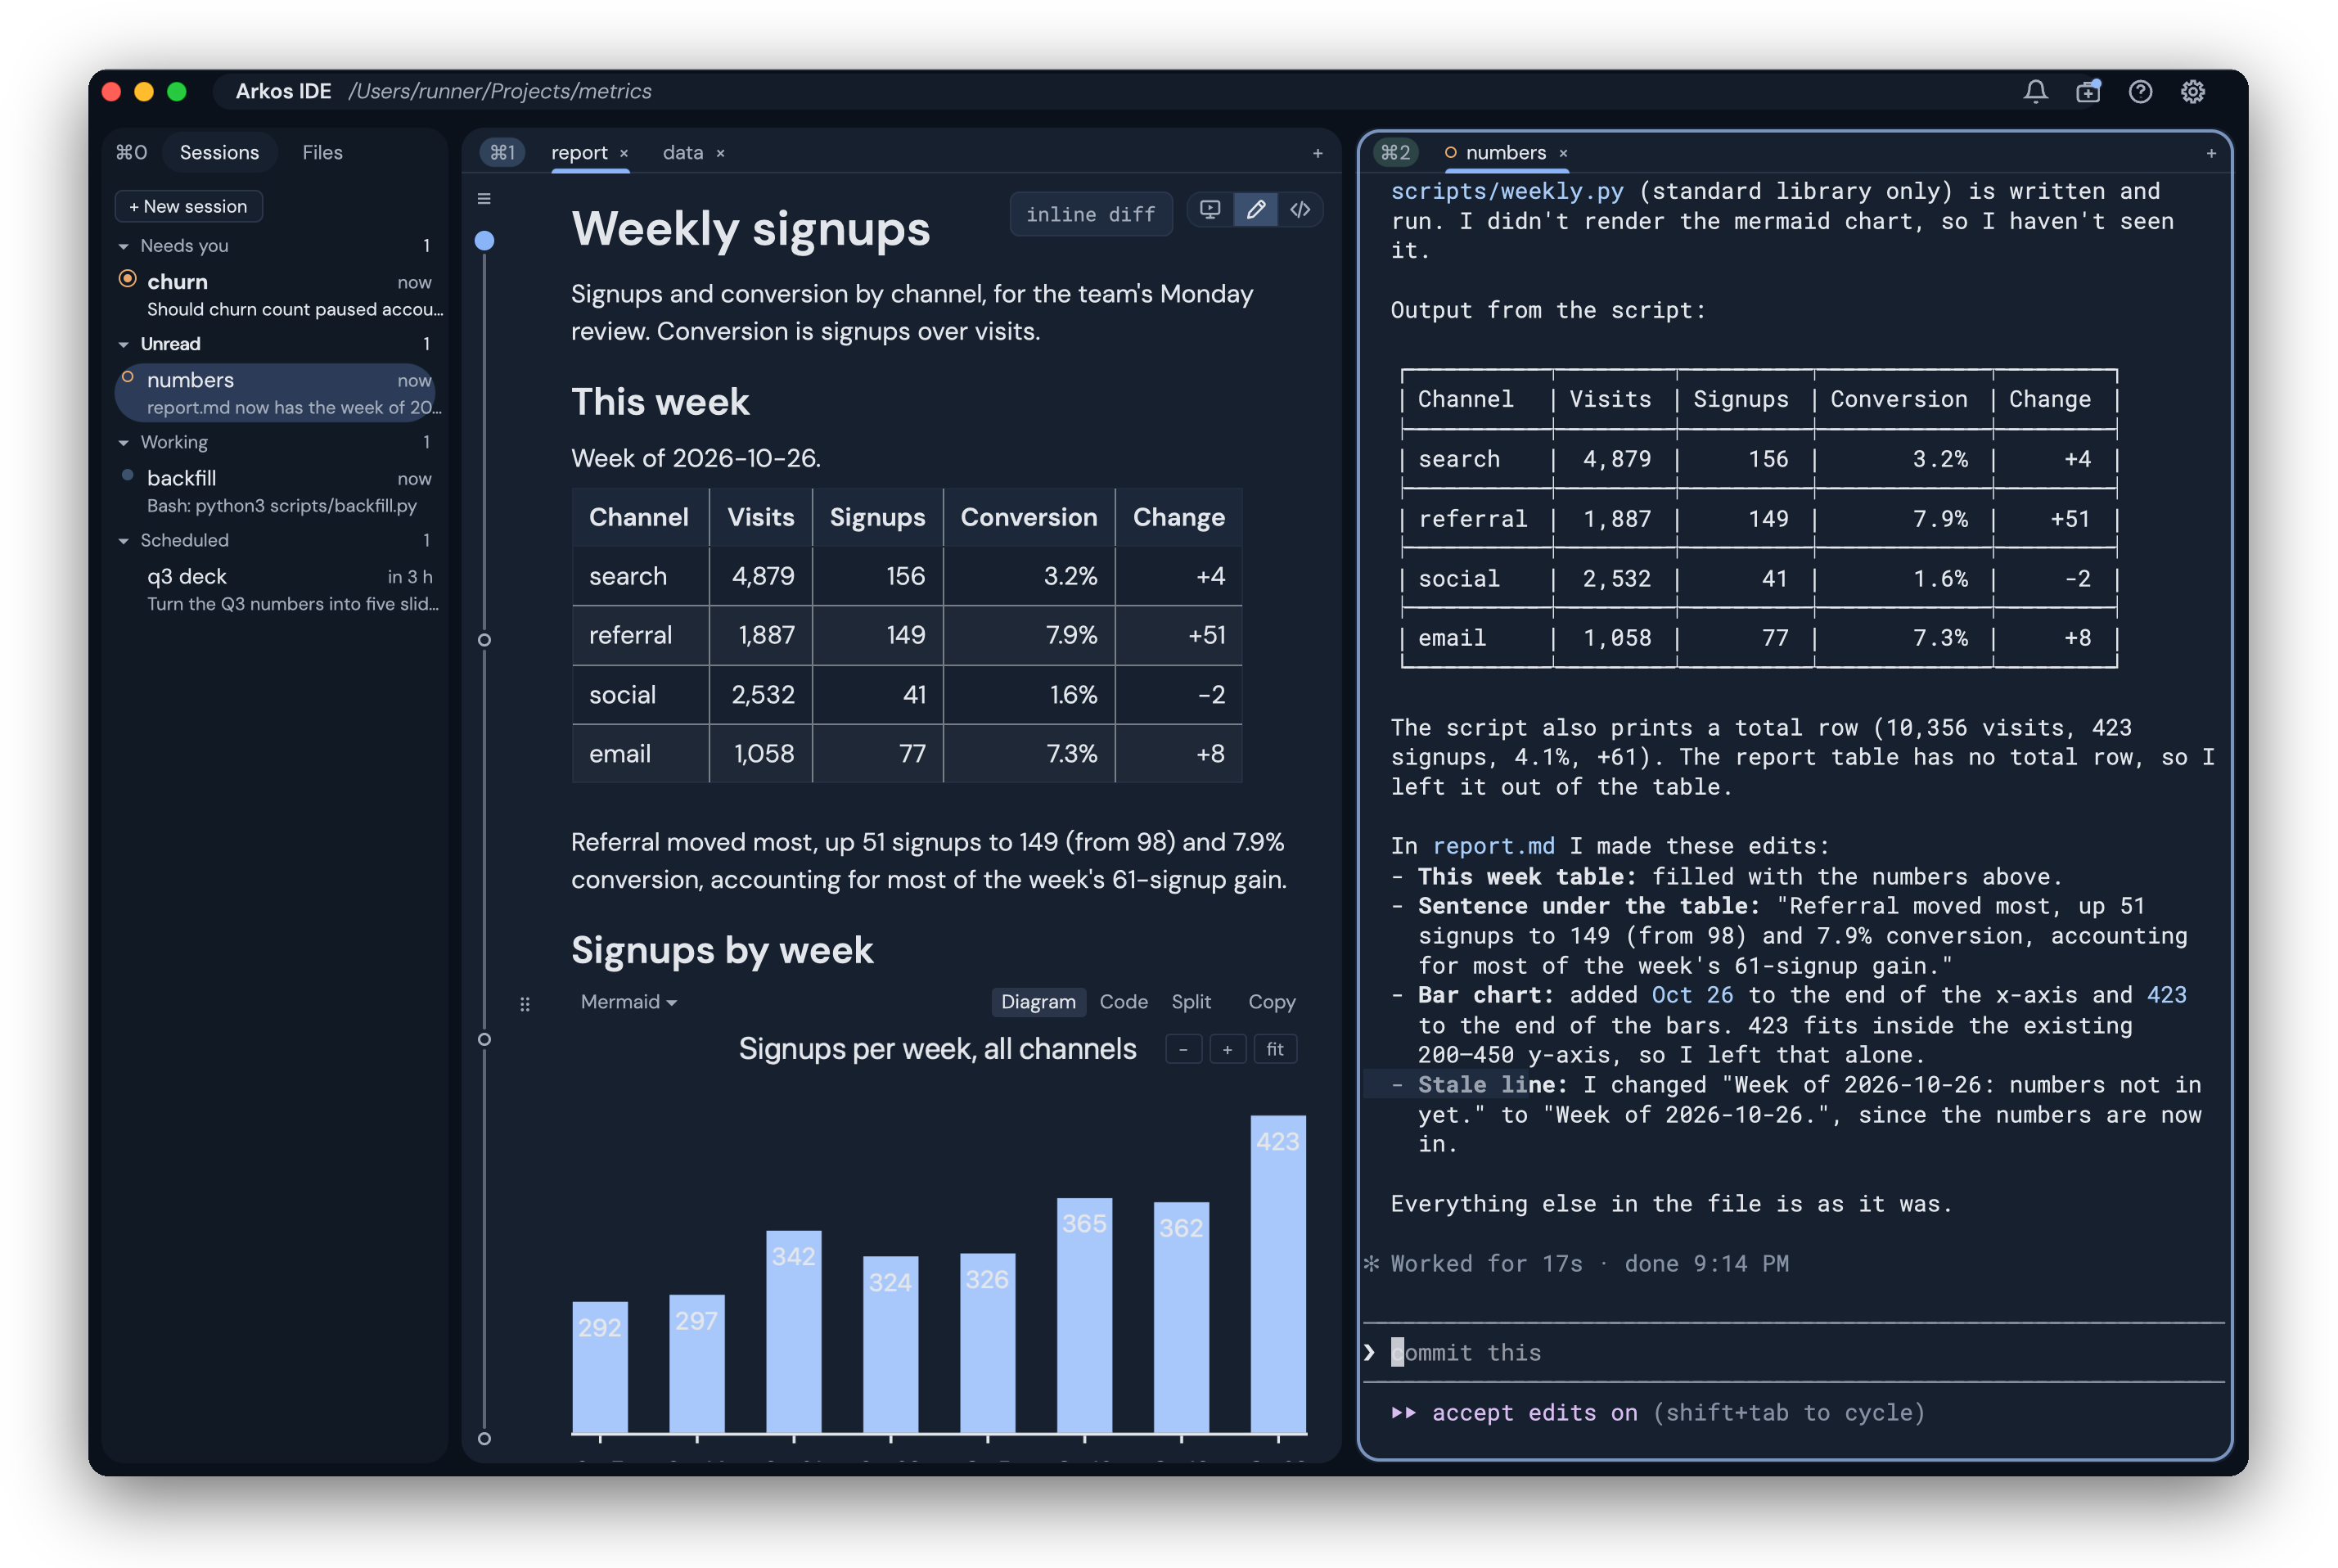 Arkos IDE /Users/runner/Projects/metrics
⌘0 Sessions Files
+ New session
Needs you 1
churn now
Should churn count paused accou...
Unread 1
numbers now
report.md now has the week of 20...
Working 1
backfill now
Bash: python3 scripts/backfill.py
Scheduled 1
q3 deck in 3 h
Turn the Q3 numbers into five slid...
⌘1 report × data × +
inline diff
Weekly signups
Signups and conversion by channel, for the team's Monday
review. Conversion is signups over visits.
This week
Week of 2026-10-26.
Channel Visits Signups Conversion Change
search 4,879 156 3.2% +4
referral 1,887 149 7.9% +51
social 2,532 41 1.6% -2
email 1,058 77 7.3% +8
Referral moved most, up 51 signups to 149 (from 98) and 7.9%
conversion, accounting for most of the week's 61-signup gain.
Signups by week
Mermaid Diagram Code Split Copy
Signups per week, all channels - + fit
292 297 342 324 326 365 362 423
⌘2 numbers × +
scripts/weekly.py (standard library only) is written and
run. I didn't render the mermaid chart, so I haven't seen
it.
Output from the script:
Channel Visits Signups Conversion Change
search 4,879 156 3.2% +4
referral 1,887 149 7.9% +51
social 2,532 41 1.6% -2
email 1,058 77 7.3% +8
The script also prints a total row (10,356 visits, 423
signups, 4.1%, +61). The report table has no total row, so I
left it out of the table.
In report.md I made these edits:
- This week table: filled with the numbers above.
- Sentence under the table: "Referral moved most, up 51
signups to 149 (from 98) and 7.9% conversion, accounting
for most of the week's 61-signup gain."
- Bar chart: added Oct 26 to the end of the x-axis and 423
to the end of the bars. 423 fits inside the existing
200–450 y-axis, so I left that alone.
- Stale line: I changed "Week of 2026-10-26: numbers not in
yet." to "Week of 2026-10-26.", since the numbers are now
in.
Everything else in the file is as it was.
✻ Worked for 17s · done 9:14 PM
❯ commit this
⏵⏵ accept edits on (shift+tab to cycle)